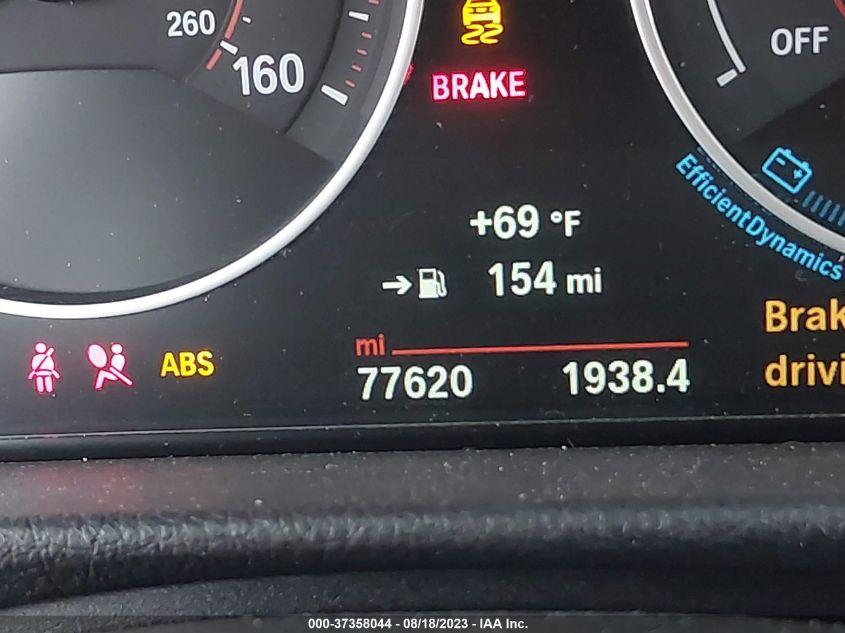 260
160
OFF
BRAKE
EfficientDynamics
+69 °F
154 mi
mi
77620 1938.4
ABS
Brak
drivi
000-37358044 - 08/18/2023 - IAA Inc.